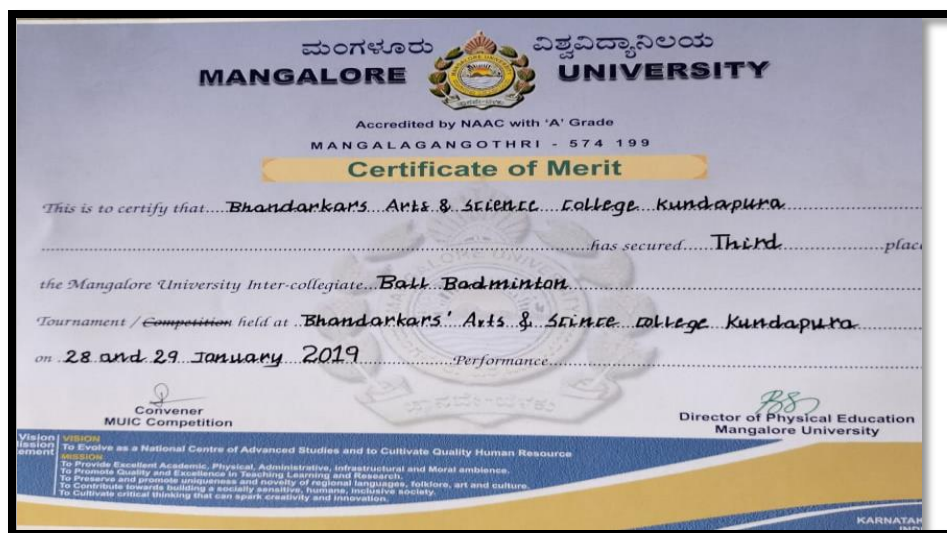 ಮಂಗಳೂರು ವಿಶ್ವವಿದ್ಯಾನಿಲಯ
MANGALORE UNIVERSITY
Accredited by NAAC with 'A' Grade
MANGALAGANGOTHRI - 574 199
Certificate of Merit
This is to certify that Bhandarkars Arts & Science College Kundapura
has secured Third plac
the Mangalore University Inter-collegiate Ball Badminton
Tournament / Competition held at Bhandarkars' Arts & Scince College Kundapura
on 28 and 29 January 2019 Performance
Convener
MUIC Competition
Director of Physical Education
Mangalore University
Vision
ission
ement
VISION
To Evolve as a National Centre of Advanced Studies and to Cultivate Quality Human Resource
MISSION
To Provide Excellent Academic, Physical, Administrative, Infrastructural and Moral ambience.
To Promote Quality and Excellence in Teaching Learning and Research.
To Preserve and promote uniqueness and novelty of regional languages, folklore, art and culture.
To Contribute towards building a socially sensitive, humane, inclusive society.
To Cultivate critical thinking that can spark creativity and innovation.
KARNATAK